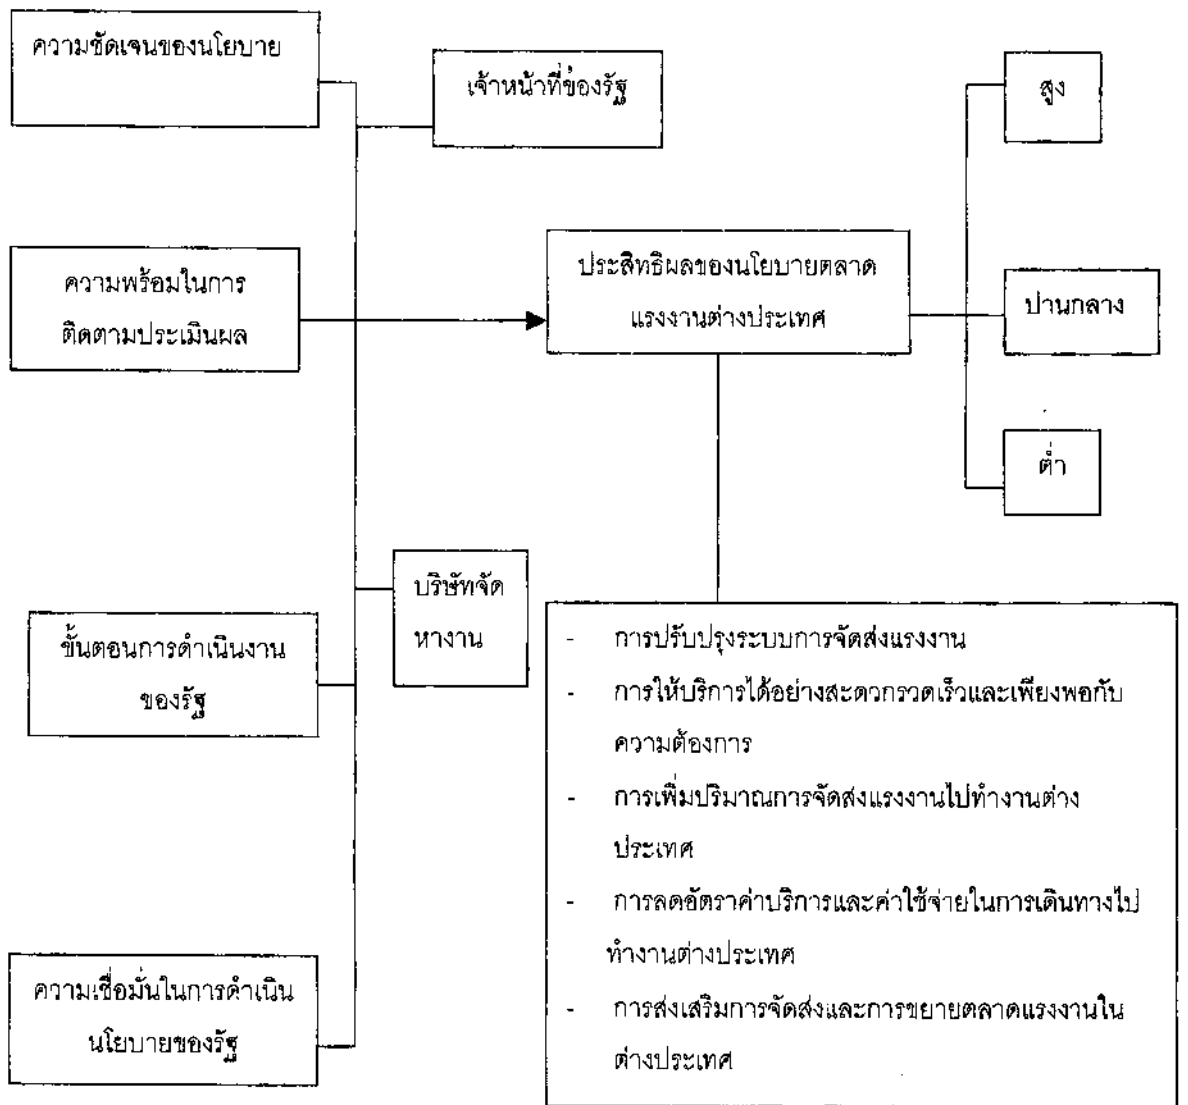 ความชัดเจนของนโยบาย
เจ้าหน้าที่ของรัฐ
สูง
ความพร้อมในการ
ติดตามประเมินผล
ประสิทธิผลของนโยบายตลาด
แรงงานต่างประเทศ
ปานกลาง
ต่ำ
บริษัทจัด
หางาน
ขั้นตอนการดำเนินงาน
ของรัฐ
ความเชื่อมั่นในการดำเนิน
นโยบายของรัฐ
- การปรับปรุงระบบการจัดส่งแรงงาน
- การให้บริการได้อย่างสะดวกรวดเร็วและเพียงพอกับ
ความต้องการ
- การเพิ่มปริมาณการจัดส่งแรงงานไปทำงานต่าง
ประเทศ
- การลดอัตราค่าบริการและค่าใช้จ่ายในการเดินทางไป
ทำงานต่างประเทศ
- การส่งเสริมการจัดส่งและการขยายตลาดแรงงานใน
ต่างประเทศ